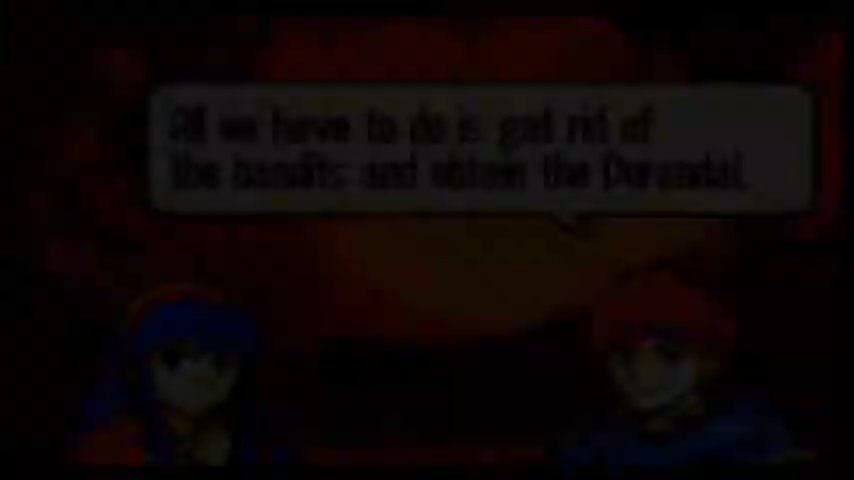 All we have to do is get rid of
the bandits and obtain the Durandal.